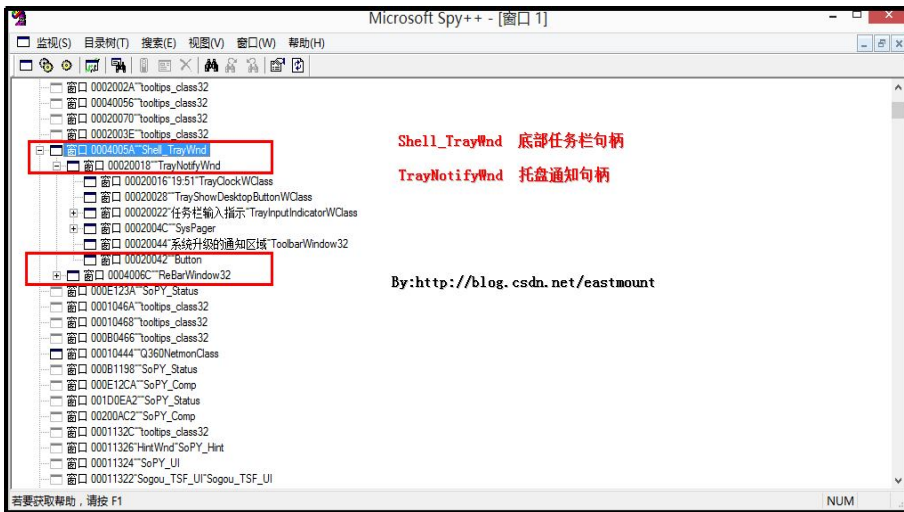 Microsoft Spy++ - [窗口 1]
监视(S) 目录树(T) 搜索(E) 视图(V) 窗口(W) 帮助(H)
窗口 0002002A""tooltips_class32
窗口 00040056""tooltips_class32
窗口 00020070""tooltips_class32
窗口 0002003E""tooltips_class32
窗口 0004005A""Shell_TrayWnd
Shell_TrayWnd 底部任务栏句柄
窗口 00020018""TrayNotifyWnd
TrayNotifyWnd 托盘通知句柄
窗口 00020016"19:51"TrayClockWClass
窗口 00020028""TrayShowDesktopButtonWClass
窗口 00020022"任务栏输入指示"TrayInputIndicatorWClass
窗口 0002004C""SysPager
窗口 00020044"系统升级的通知区域"ToolbarWindow32
窗口 00020042""Button
窗口 0004006C""ReBarWindow32
By:http://blog.csdn.net/eastmount
窗口 000E123A""SoPY_Status
窗口 0001046A""tooltips_class32
窗口 00010468""tooltips_class32
窗口 000B0466""tooltips_class32
窗口 00010444""Q360NetmonClass
窗口 000B1198""SoPY_Status
窗口 000E12CA""SoPY_Comp
窗口 001D0EA2""SoPY_Status
窗口 00200AC2""SoPY_Comp
窗口 0001132C""tooltips_class32
窗口 00011326"HintWnd"SoPY_Hint
窗口 00011324""SoPY_UI
窗口 00011322"Sogou_TSF_UI"Sogou_TSF_UI
若要获取帮助，请按 F1
NUM